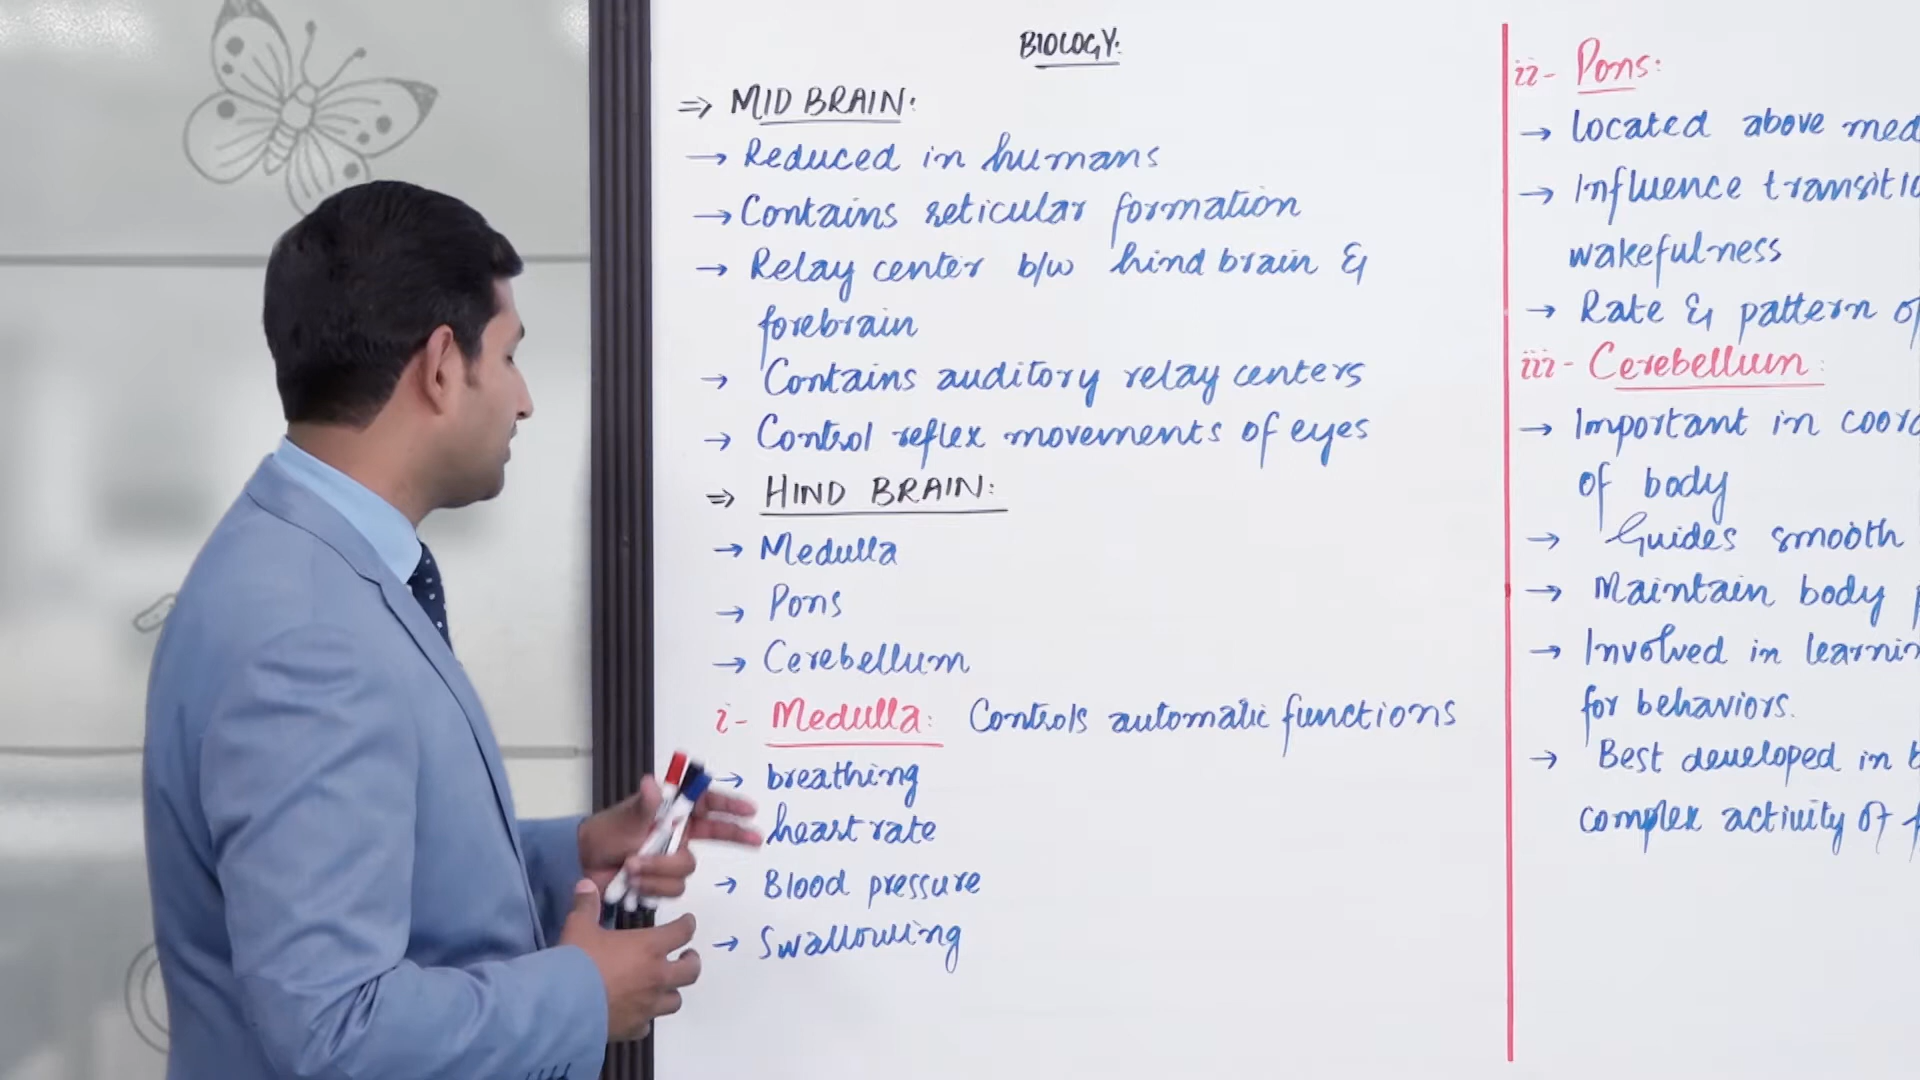 BIOLOGY:
⇒ MID BRAIN:
→ Reduced in humans
→ Contains reticular formation
→ Relay center b/w hind brain &
forebrain
→ Contains auditory relay centers
→ Control reflex movements of eyes
⇒ HIND BRAIN:
→ Medulla
→ Pons
→ Cerebellum
i- Medulla: Controls automatic functions
→ breathing
heart rate
→ Blood pressure
→ Swallowing
ii- Pons:
→ Located above
→ Influence
wakefulness
→ Rate & pattern
iii- Cerebellum:
→ Important in
of body
→ Guides smooth
→ Maintain body
→ Involved in
for behaviors.
→ Best developed in
complex activity of